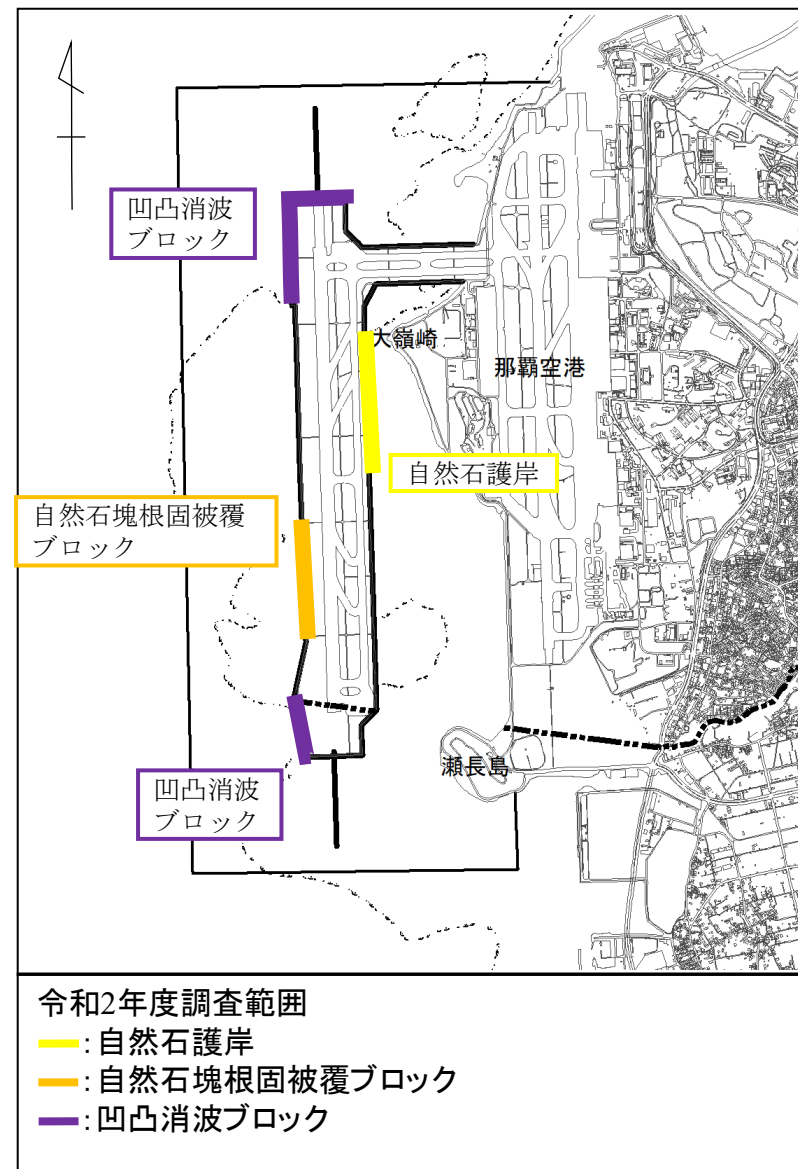 凹凸消波
ブロック
大嶺崎
那覇空港
自然石護岸
自然石塊根固被覆
ブロック
瀬長島
凹凸消波
ブロック
令和2年度調査範囲
:自然石護岸
:自然石塊根固被覆ブロック
:凹凸消波ブロック